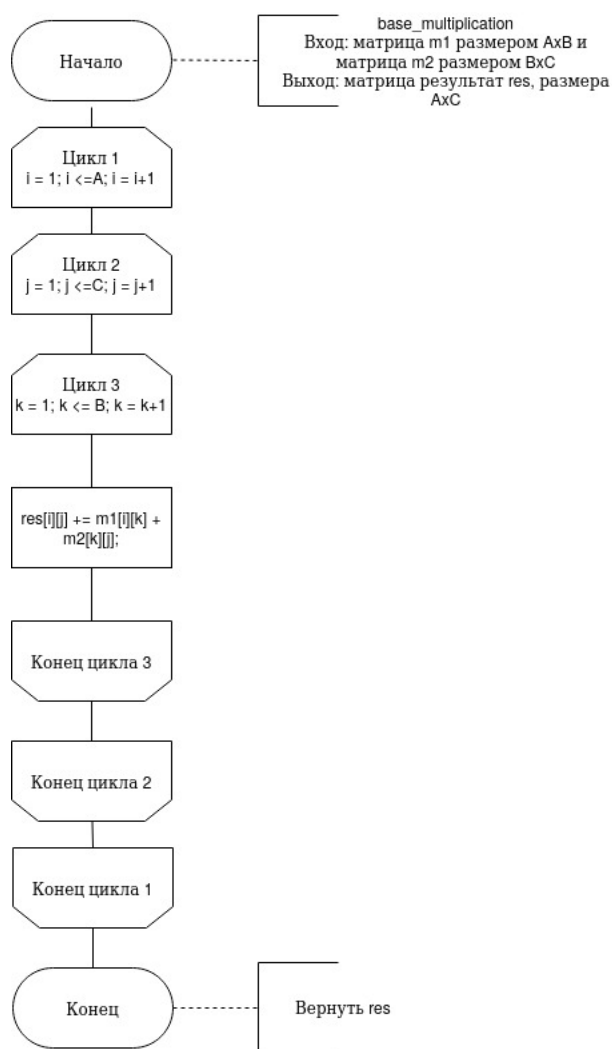 Начало
base_multiplication
Вход: матрица m1 размером AxB и
матрица m2 размером BxC
Выход: матрица результат res, размера
AxC
Цикл 1
i = 1; i <=A; i = i+1
Цикл 2
j = 1; j <=C; j = j+1
Цикл 3
k = 1; k <= B; k = k+1
res[i][j] += m1[i][k] +
m2[k][j];
Конец цикла 3
Конец цикла 2
Конец цикла 1
Конец
Вернуть res